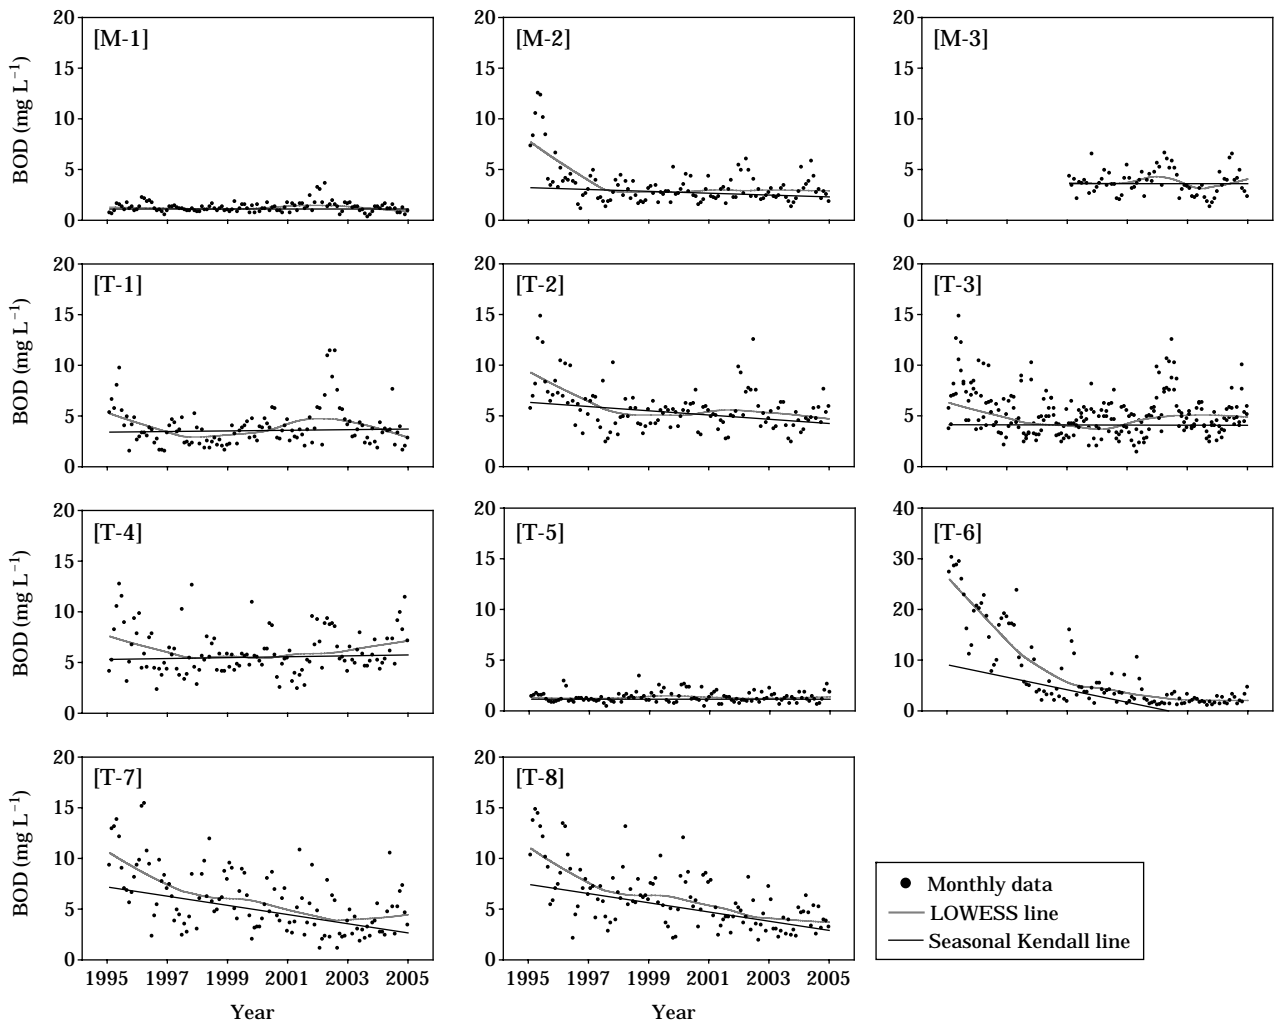 [M-1]
[M-2]
[M-3]
20
15
10
5
0
BOD (mg L⁻¹)
20
15
10
5
0
20
15
10
5
0
[T-1]
[T-2]
[T-3]
20
15
10
5
0
BOD (mg L⁻¹)
20
15
10
5
0
20
15
10
5
0
[T-4]
[T-5]
[T-6]
20
15
10
5
0
BOD (mg L⁻¹)
20
15
10
5
0
40
30
20
10
0
[T-7]
[T-8]
20
15
10
5
0
BOD (mg L⁻¹)
20
15
10
5
0
1995 1997 1999 2001 2003 2005
Year
1995 1997 1999 2001 2003 2005
Year
Monthly data
LOWESS line
Seasonal Kendall line